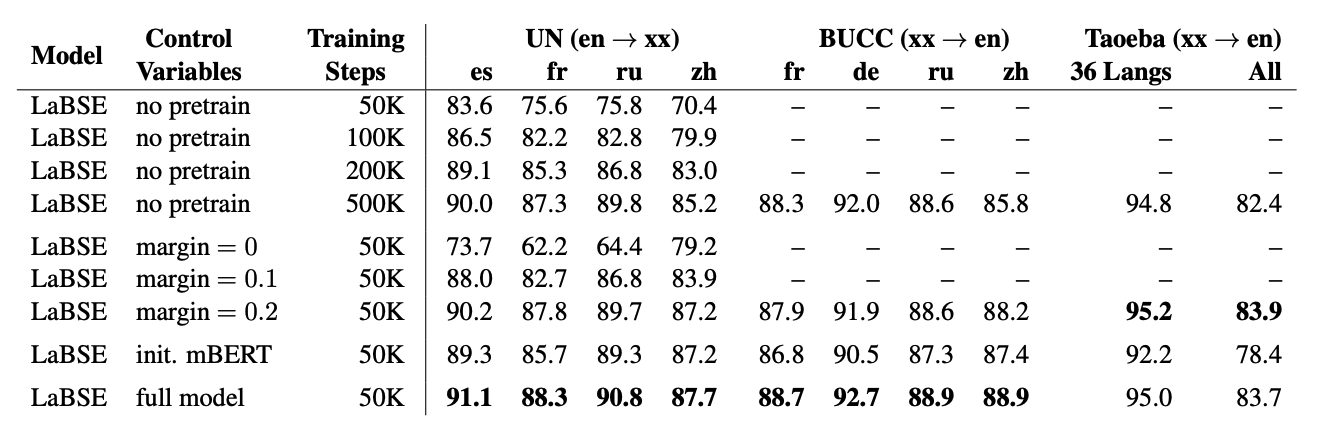 Model Control Variables Training Steps UN (en → xx) BUCC (xx → en) Taoeba (xx → en)
es fr ru zh fr de ru zh 36 Langs All
LaBSE no pretrain 50K 83.6 75.6 75.8 70.4 – – – – – –
LaBSE no pretrain 100K 86.5 82.2 82.8 79.9 – – – – – –
LaBSE no pretrain 200K 89.1 85.3 86.8 83.0 – – – – – –
LaBSE no pretrain 500K 90.0 87.3 89.8 85.2 88.3 92.0 88.6 85.8 94.8 82.4
LaBSE margin = 0 50K 73.7 62.2 64.4 79.2 – – – – – –
LaBSE margin = 0.1 50K 88.0 82.7 86.8 83.9 – – – – – –
LaBSE margin = 0.2 50K 90.2 87.8 89.7 87.2 87.9 91.9 88.6 88.2 95.2 83.9
LaBSE init. mBERT 50K 89.3 85.7 89.3 87.2 86.8 90.5 87.3 87.4 92.2 78.4
LaBSE full model 50K 91.1 88.3 90.8 87.7 88.7 92.7 88.9 88.9 95.0 83.7